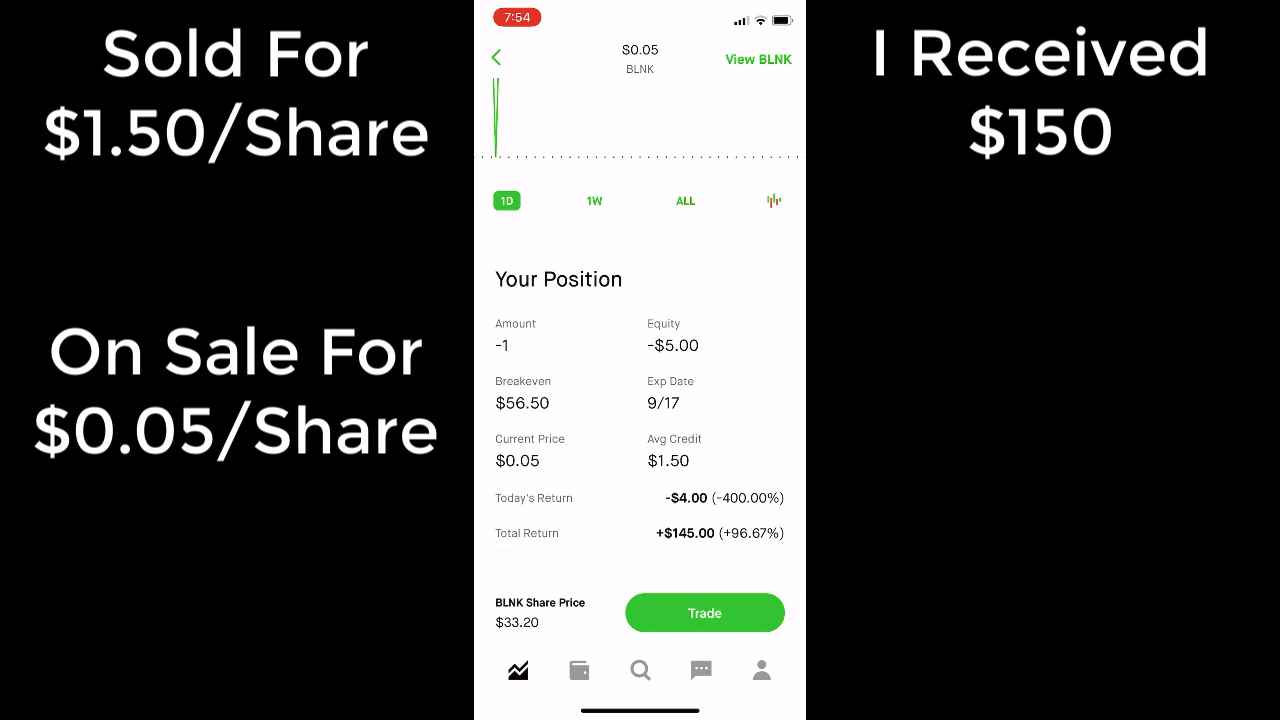 Sold For
$1.50/Share
On Sale For
$0.05/Share
7:54
$0.05
BLNK
View BLNK
1D
1W
ALL
Your Position
Amount
Equity
-1
-$5.00
Breakeven
Exp Date
$56.50
9/17
Current Price
Avg Credit
$0.05
$1.50
Today's Return
-$4.00 (-400.00%)
Total Return
+$145.00 (+96.67%)
BLNK Share Price
$33.20
Trade
I Received
$150